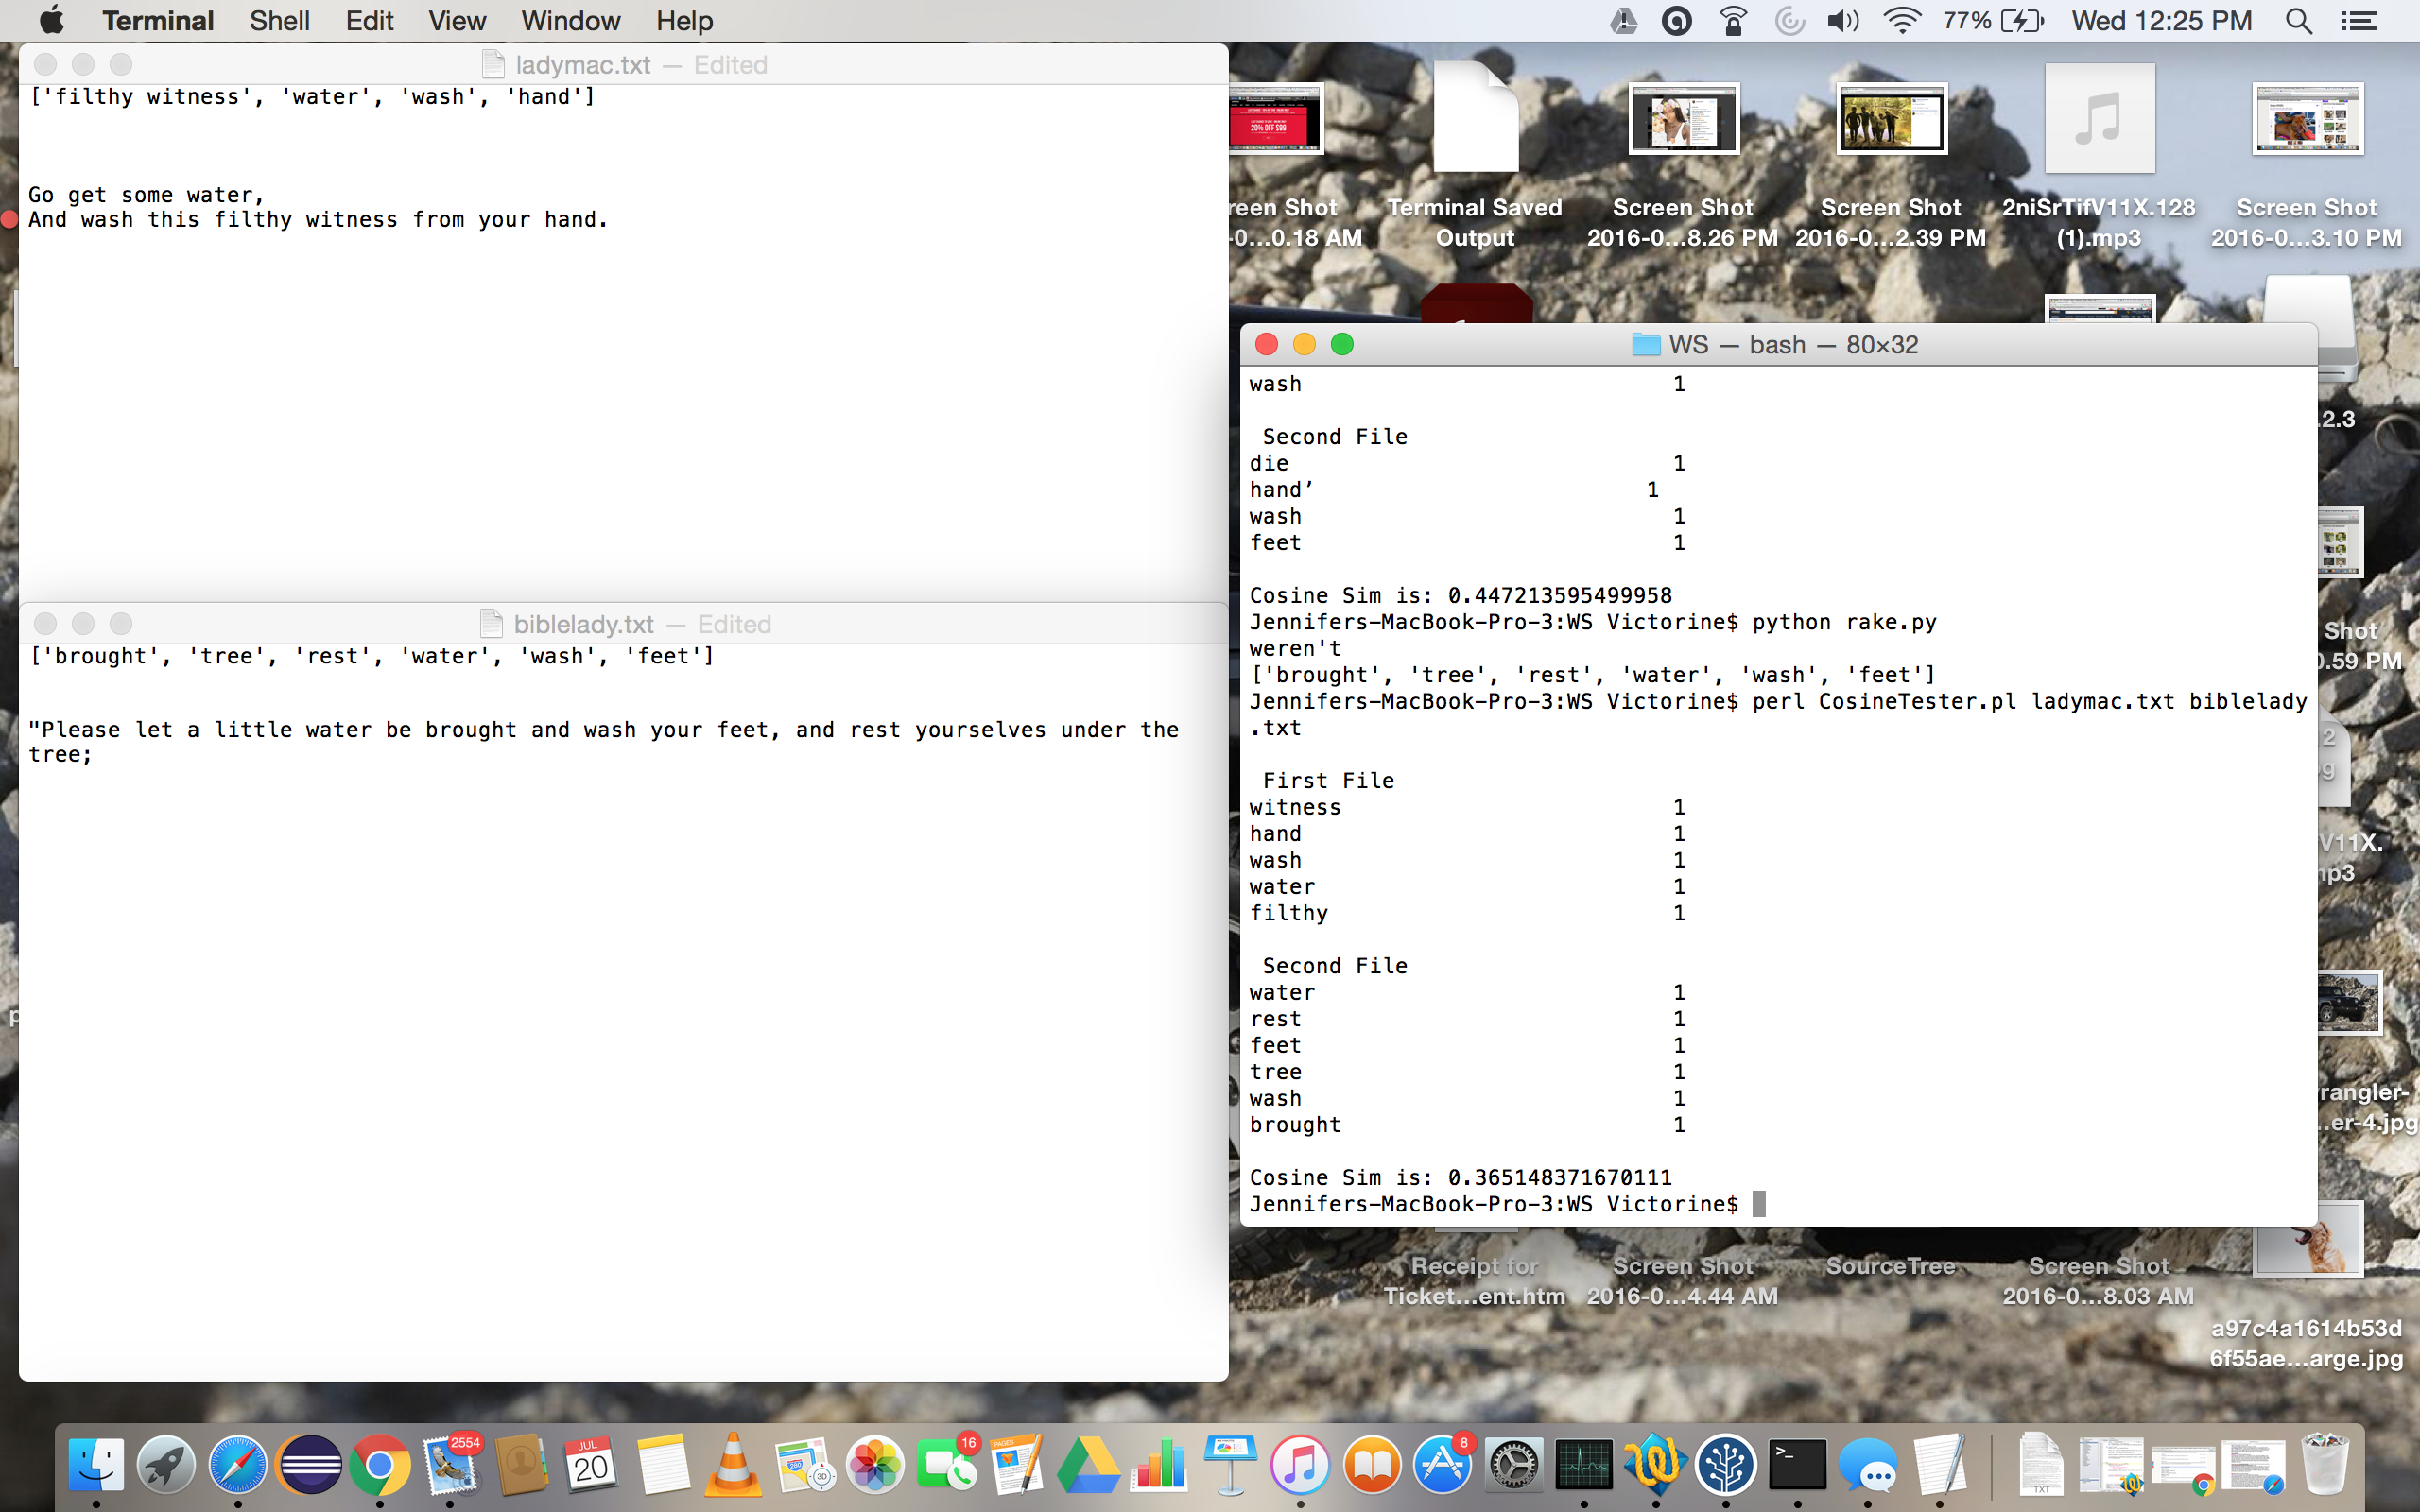 Terminal Shell Edit View Window Help 77% Wed 12:25 PM
ladymac.txt — Edited
['filthy witness', 'water', 'wash', 'hand']
Go get some water,
And wash this filthy witness from your hand.
biblelady.txt — Edited
['brought', 'tree', 'rest', 'water', 'wash', 'feet']
"Please let a little water be brought and wash your feet, and rest yourselves under the
tree;
20% OFF $99
reen Shot
-0...0.18 AM
Terminal Saved
Output
Screen Shot
2016-0...8.26 PM
Screen Shot
2016-0...2.39 PM
2niSrTifV11X.128
(1).mp3
Screen Shot
2016-0...3.10 PM
WS — bash — 80×32
wash 1
Second File
die 1
hand’ 1
wash 1
feet 1
Cosine Sim is: 0.447213595499958
Jennifers-MacBook-Pro-3:WS Victorine$ python rake.py
weren't
['brought', 'tree', 'rest', 'water', 'wash', 'feet']
Jennifers-MacBook-Pro-3:WS Victorine$ perl CosineTester.pl ladymac.txt biblelady
.txt
First File
witness 1
hand 1
wash 1
water 1
filthy 1
Second File
water 1
rest 1
feet 1
tree 1
wash 1
brought 1
Cosine Sim is: 0.365148371670111
Jennifers-MacBook-Pro-3:WS Victorine$
.2.3
Shot
0.59 PM
2
g
V11X.
np3
rangler-
..er-4.jpg
Receipt for
Ticket...ent.htm
Screen Shot
2016-0...4.44 AM
SourceTree
Screen Shot
2016-0...8.03 AM
a97c4a1614b53d
6f55ae...arge.jpg
2554
JUL
20
3D
16
PAGES
8
>_
TXT